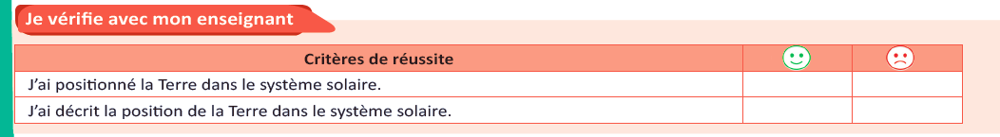 Je vérifie avec mon enseignant
Critères de réussite
J'ai positionné la Terre dans le système solaire.
J'ai décrit la position de la Terre dans le système solaire.